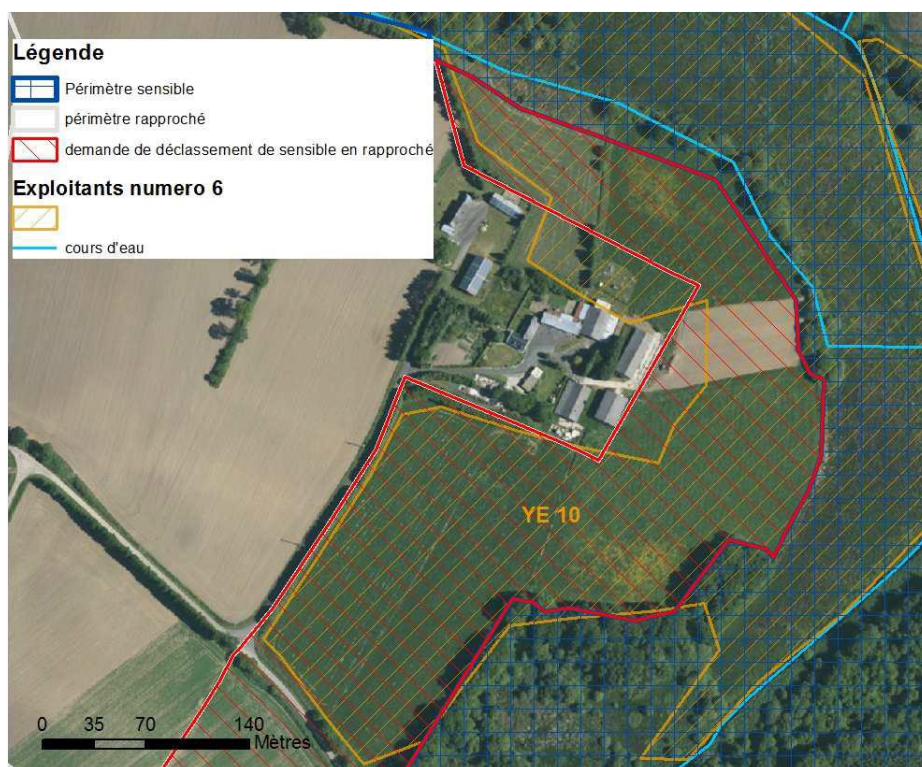 Légende
Périmètre sensible
périmètre rapproché
demande de déclassement de sensible en rapproché
Exploitants numero 6
cours d'eau
YE 10
0 35 70 140
Mètres